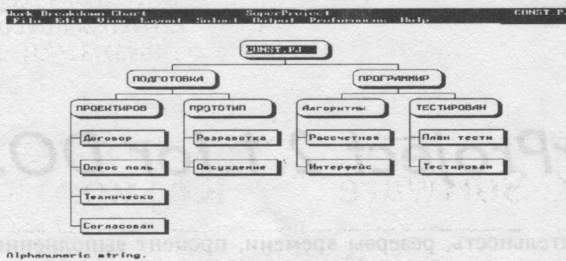 Work Breakdown Chart SuperProject CONST.PJ
File Edit View Layout Select Output Preferences Help
CONST.PJ
ПОДГОТОВКА ПРОГРАММИР
ПРОЕКТИРОВ ПРОТОТИП Алгоритмы ТЕСТИРОВАН
Договор Разработка Рассчетная План тести
Опрос поль Обсуждение Интерфейс Тестирован
Техническо
Согласован
Alphanumeric string.